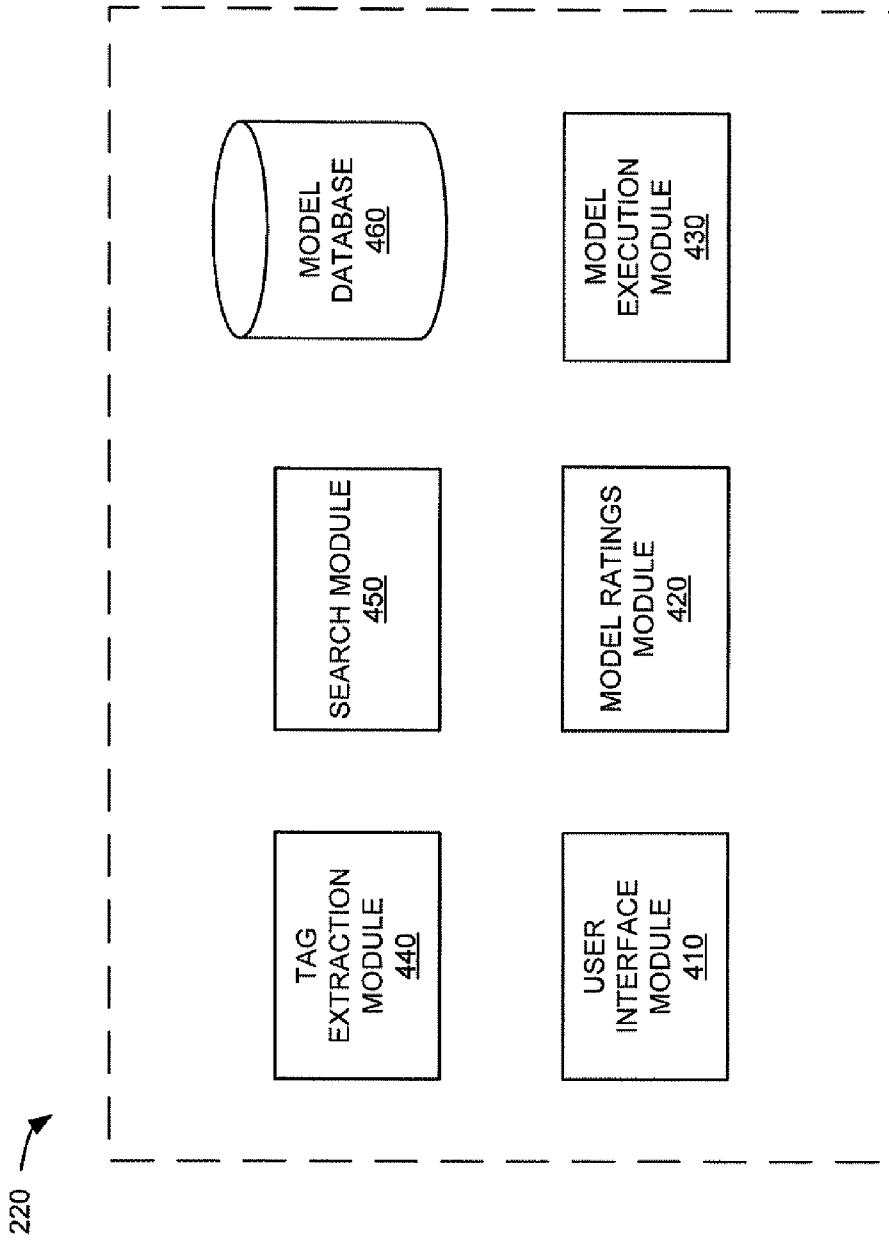 220
TAG
EXTRACTION
MODULE
440
SEARCH MODULE
450
MODEL
DATABASE
460
USER
INTERFACE
MODULE
410
MODEL RATINGS
MODULE
420
MODEL
EXECUTION
MODULE
430